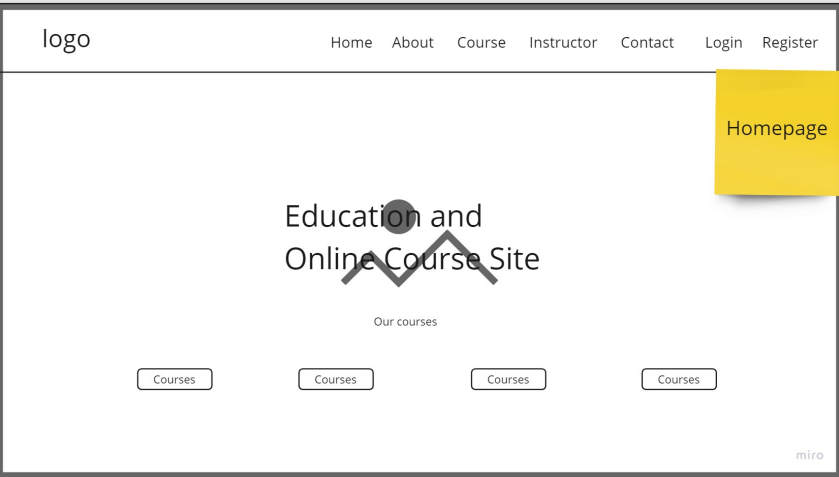 logo
Home About Course Instructor Contact Login Register
Homepage
Education and
Online Course Site
Our courses
Courses Courses Courses Courses
miro